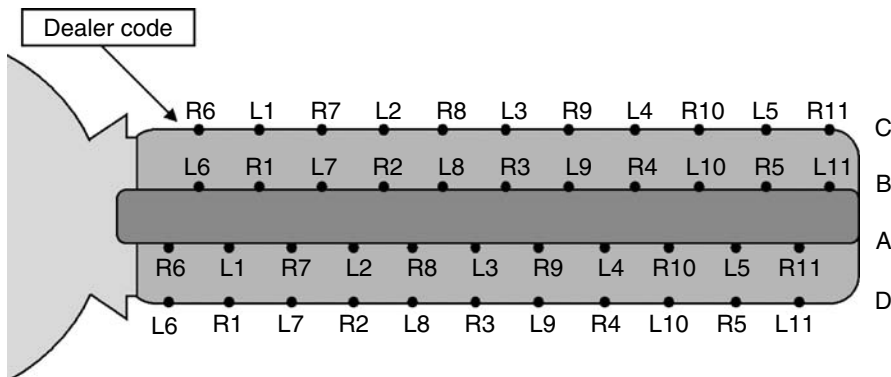 Dealer code
R6 L1 R7 L2 R8 L3 R9 L4 R10 L5 R11
C
L6 R1 L7 R2 L8 R3 L9 R4 L10 R5 L11
B
A
R6 L1 R7 L2 R8 L3 R9 L4 R10 L5 R11
D
L6 R1 L7 R2 L8 R3 L9 R4 L10 R5 L11